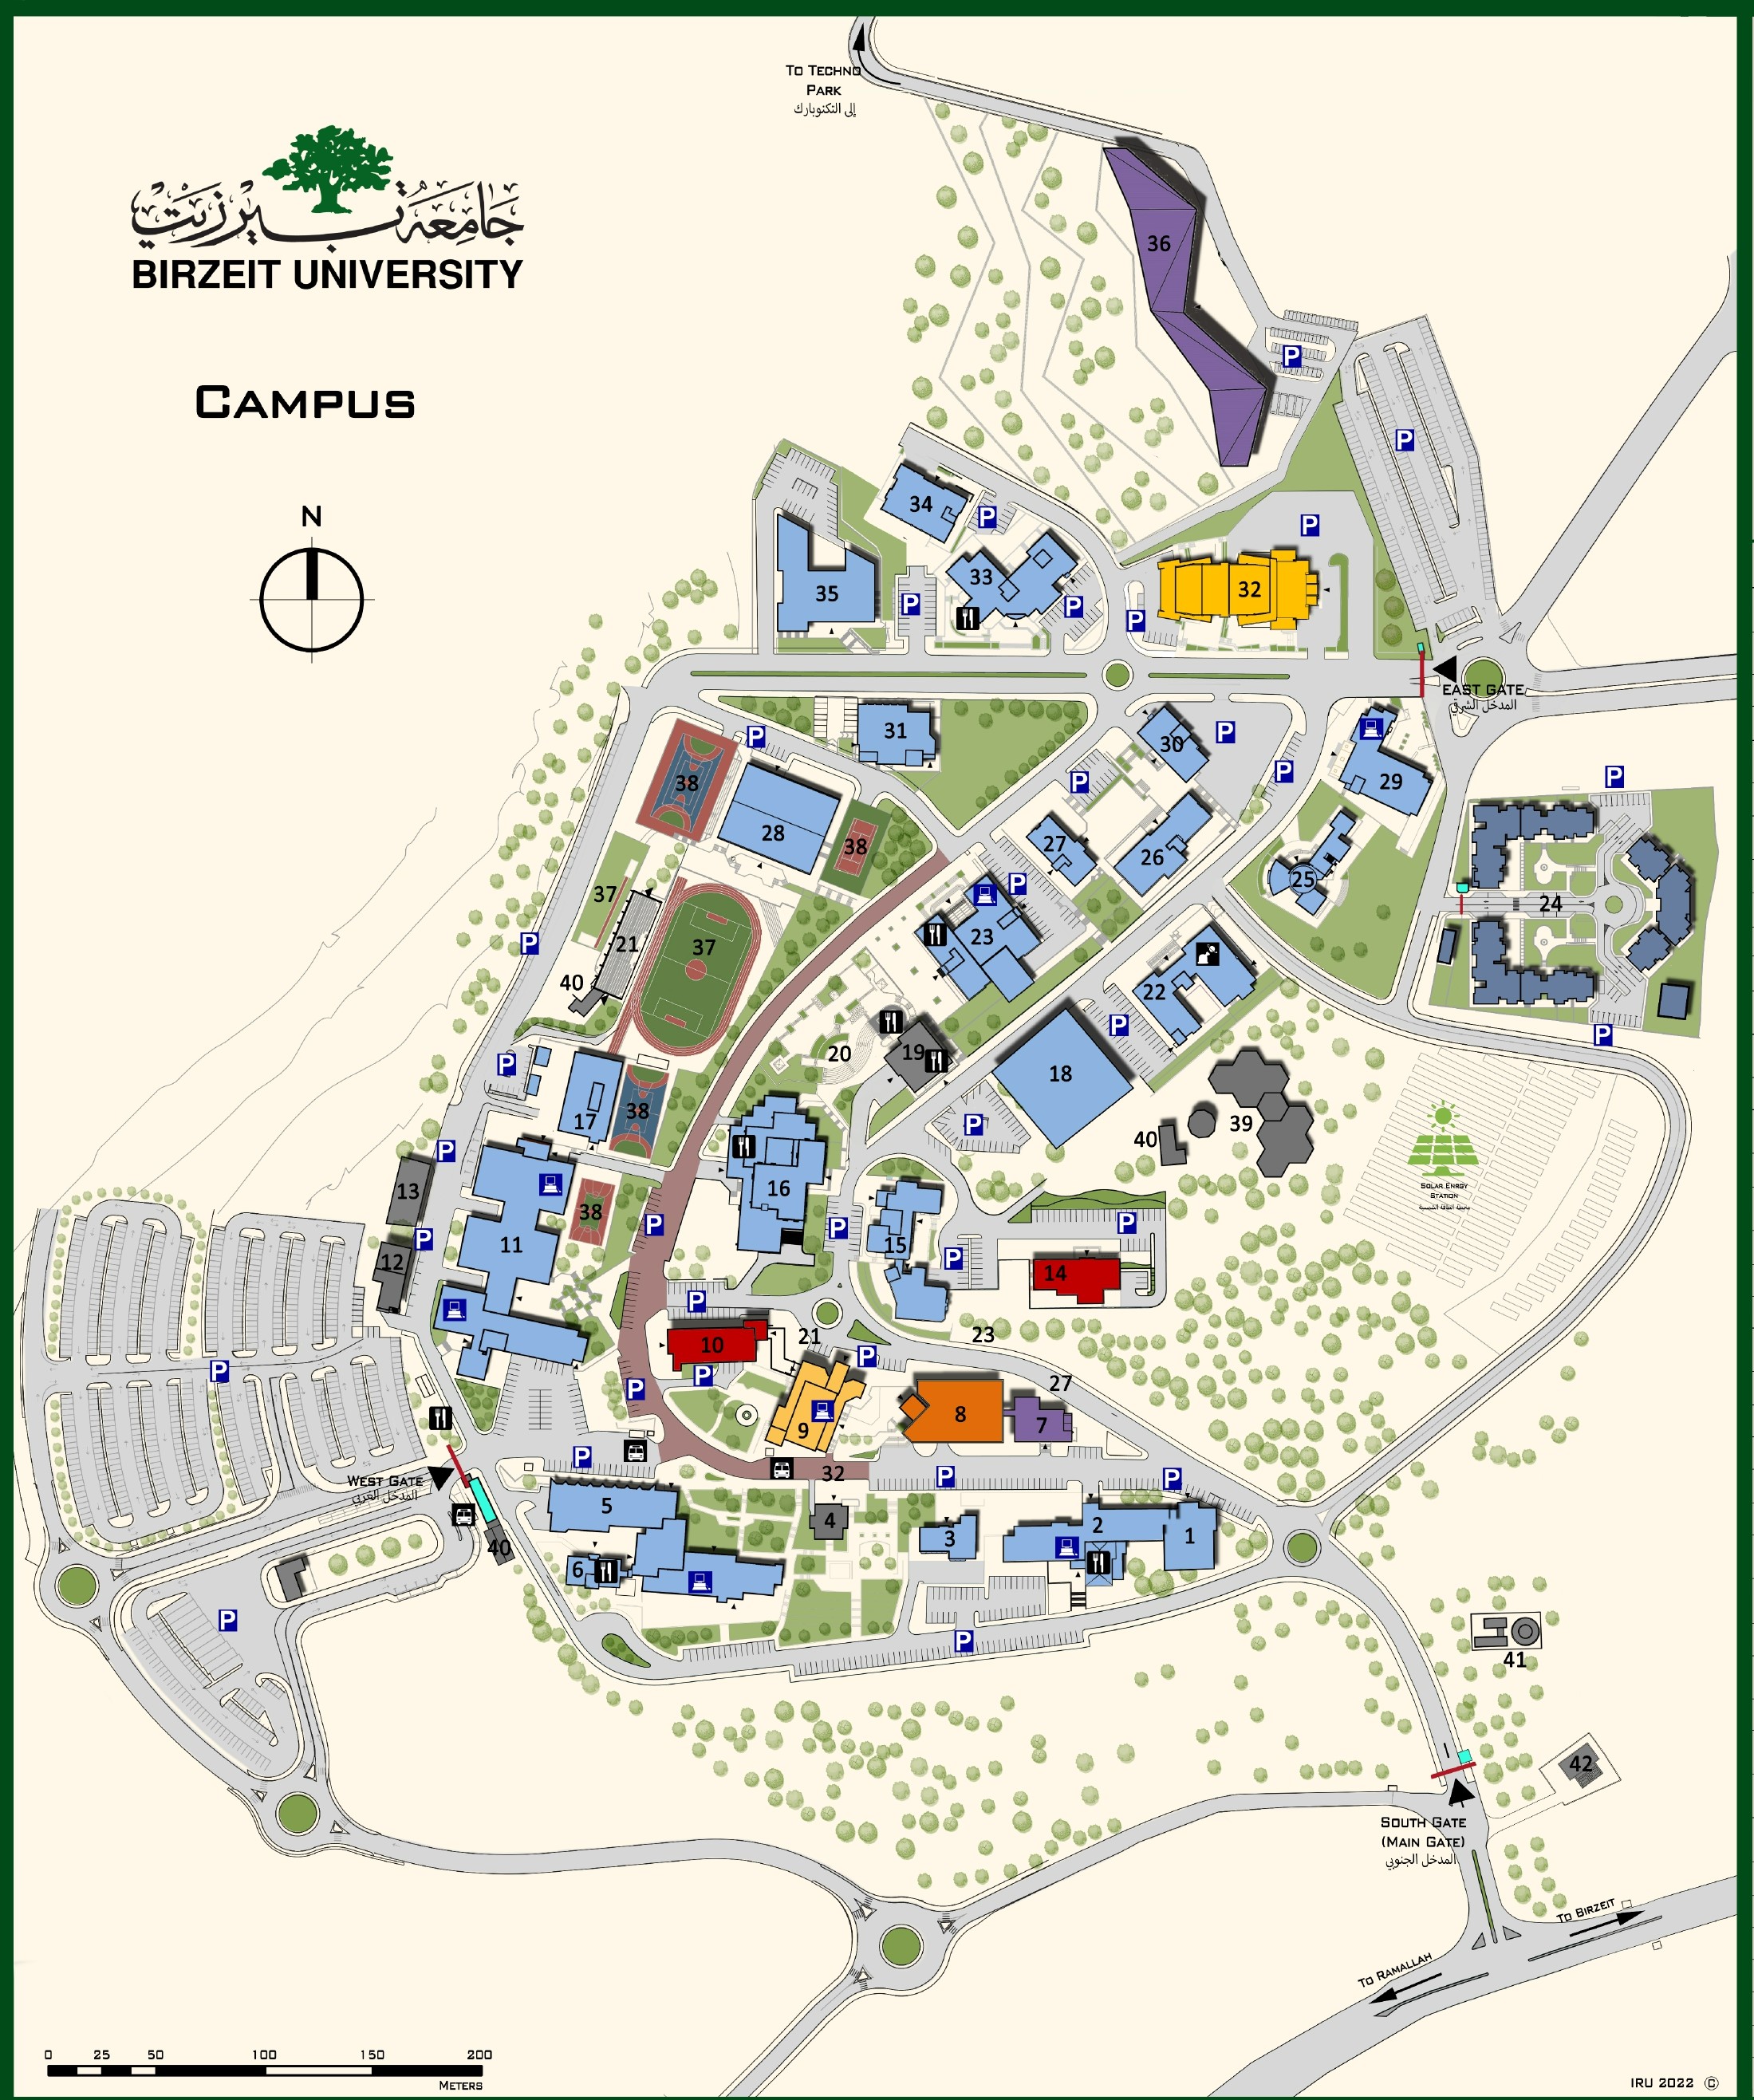 To Techno
Park
إلى التكنوبارك
جامعة بيرزيت
BIRZEIT UNIVERSITY
Campus
N
36
P
P
34
P
P
35
33
P
P
P
32
East Gate
المدخل الشرقي
31
P
30
P
29
P
P
P
38
28
38
27
26
25
P
24
37
21
37
P
23
22
P
40
20
19
18
P
P
P
17
38
P
39
40
Solar Enrgy
Station
P
13
16
38
P
P
15
P
P
P
11
12
14
P
10
21
23
P
P
P
P
27
9
8
7
P
32
P
P
West Gate
المدخل الغربي
5
4
3
2
1
40
6
P
P
41
42
South Gate
(Main Gate)
المدخل الجنوبي
To Birzeit
To Ramallah
0 25 50 100 150 200
Meters
IRU 2022 ©